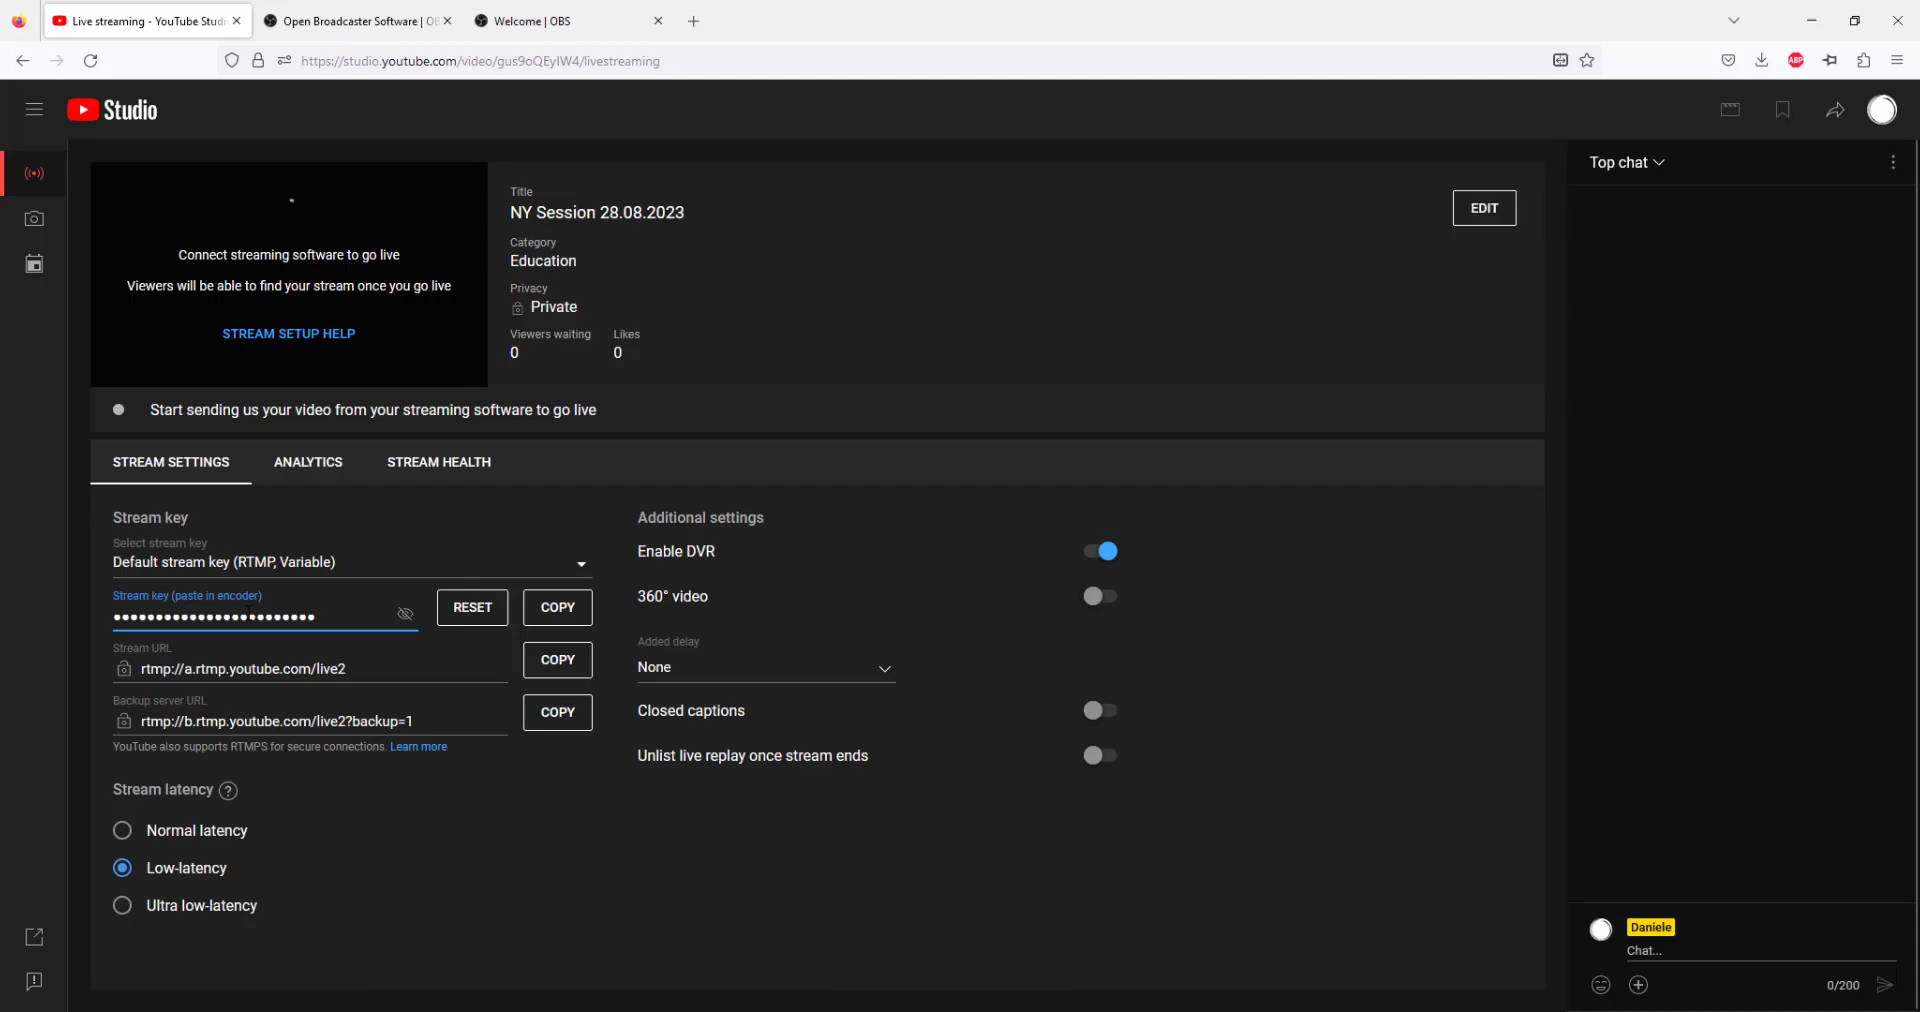 Live streaming - YouTube Studi
Open Broadcaster Software | OB
Welcome | OBS
https://studio.youtube.com/video/gus9oQEyIW4/livestreaming
ABP
Studio
Connect streaming software to go live
Viewers will be able to find your stream once you go live
STREAM SETUP HELP
Title
NY Session 28.08.2023
EDIT
Category
Education
Privacy
Private
Viewers waiting
Likes
0
0
Start sending us your video from your streaming software to go live
STREAM SETTINGS
ANALYTICS
STREAM HEALTH
Stream key
Select stream key
Default stream key (RTMP, Variable)
Stream key (paste in encoder)
••••••••••••••••••••••••
RESET
COPY
Stream URL
rtmp://a.rtmp.youtube.com/live2
COPY
Backup server URL
rtmp://b.rtmp.youtube.com/live2?backup=1
COPY
YouTube also supports RTMPS for secure connections. Learn more
Stream latency
Normal latency
Low-latency
Ultra low-latency
Additional settings
Enable DVR
360° video
Added delay
None
Closed captions
Unlist live replay once stream ends
Top chat
Daniele
Chat...
0/200